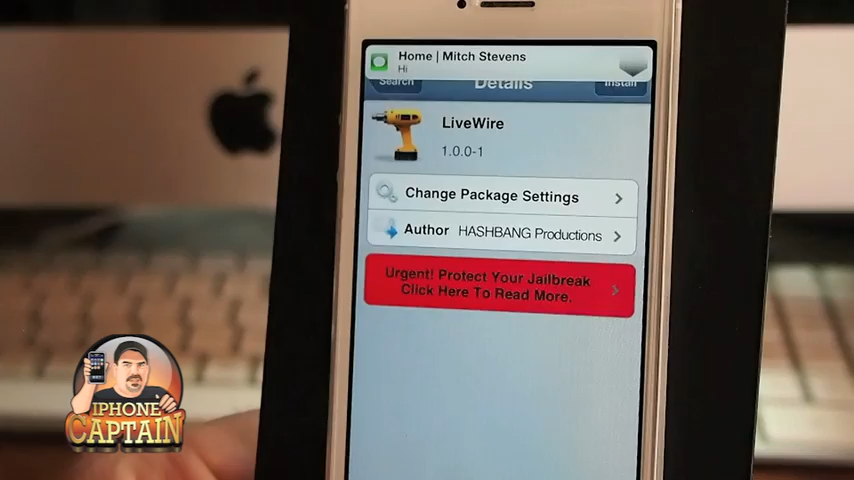 Home | Mitch Stevens
Hi
Search
Details
Install
LiveWire
1.0.0-1
Change Package Settings
Author HASHBANG Productions
Urgent! Protect Your Jailbreak
Click Here To Read More.
IPHONE
CAPTAIN